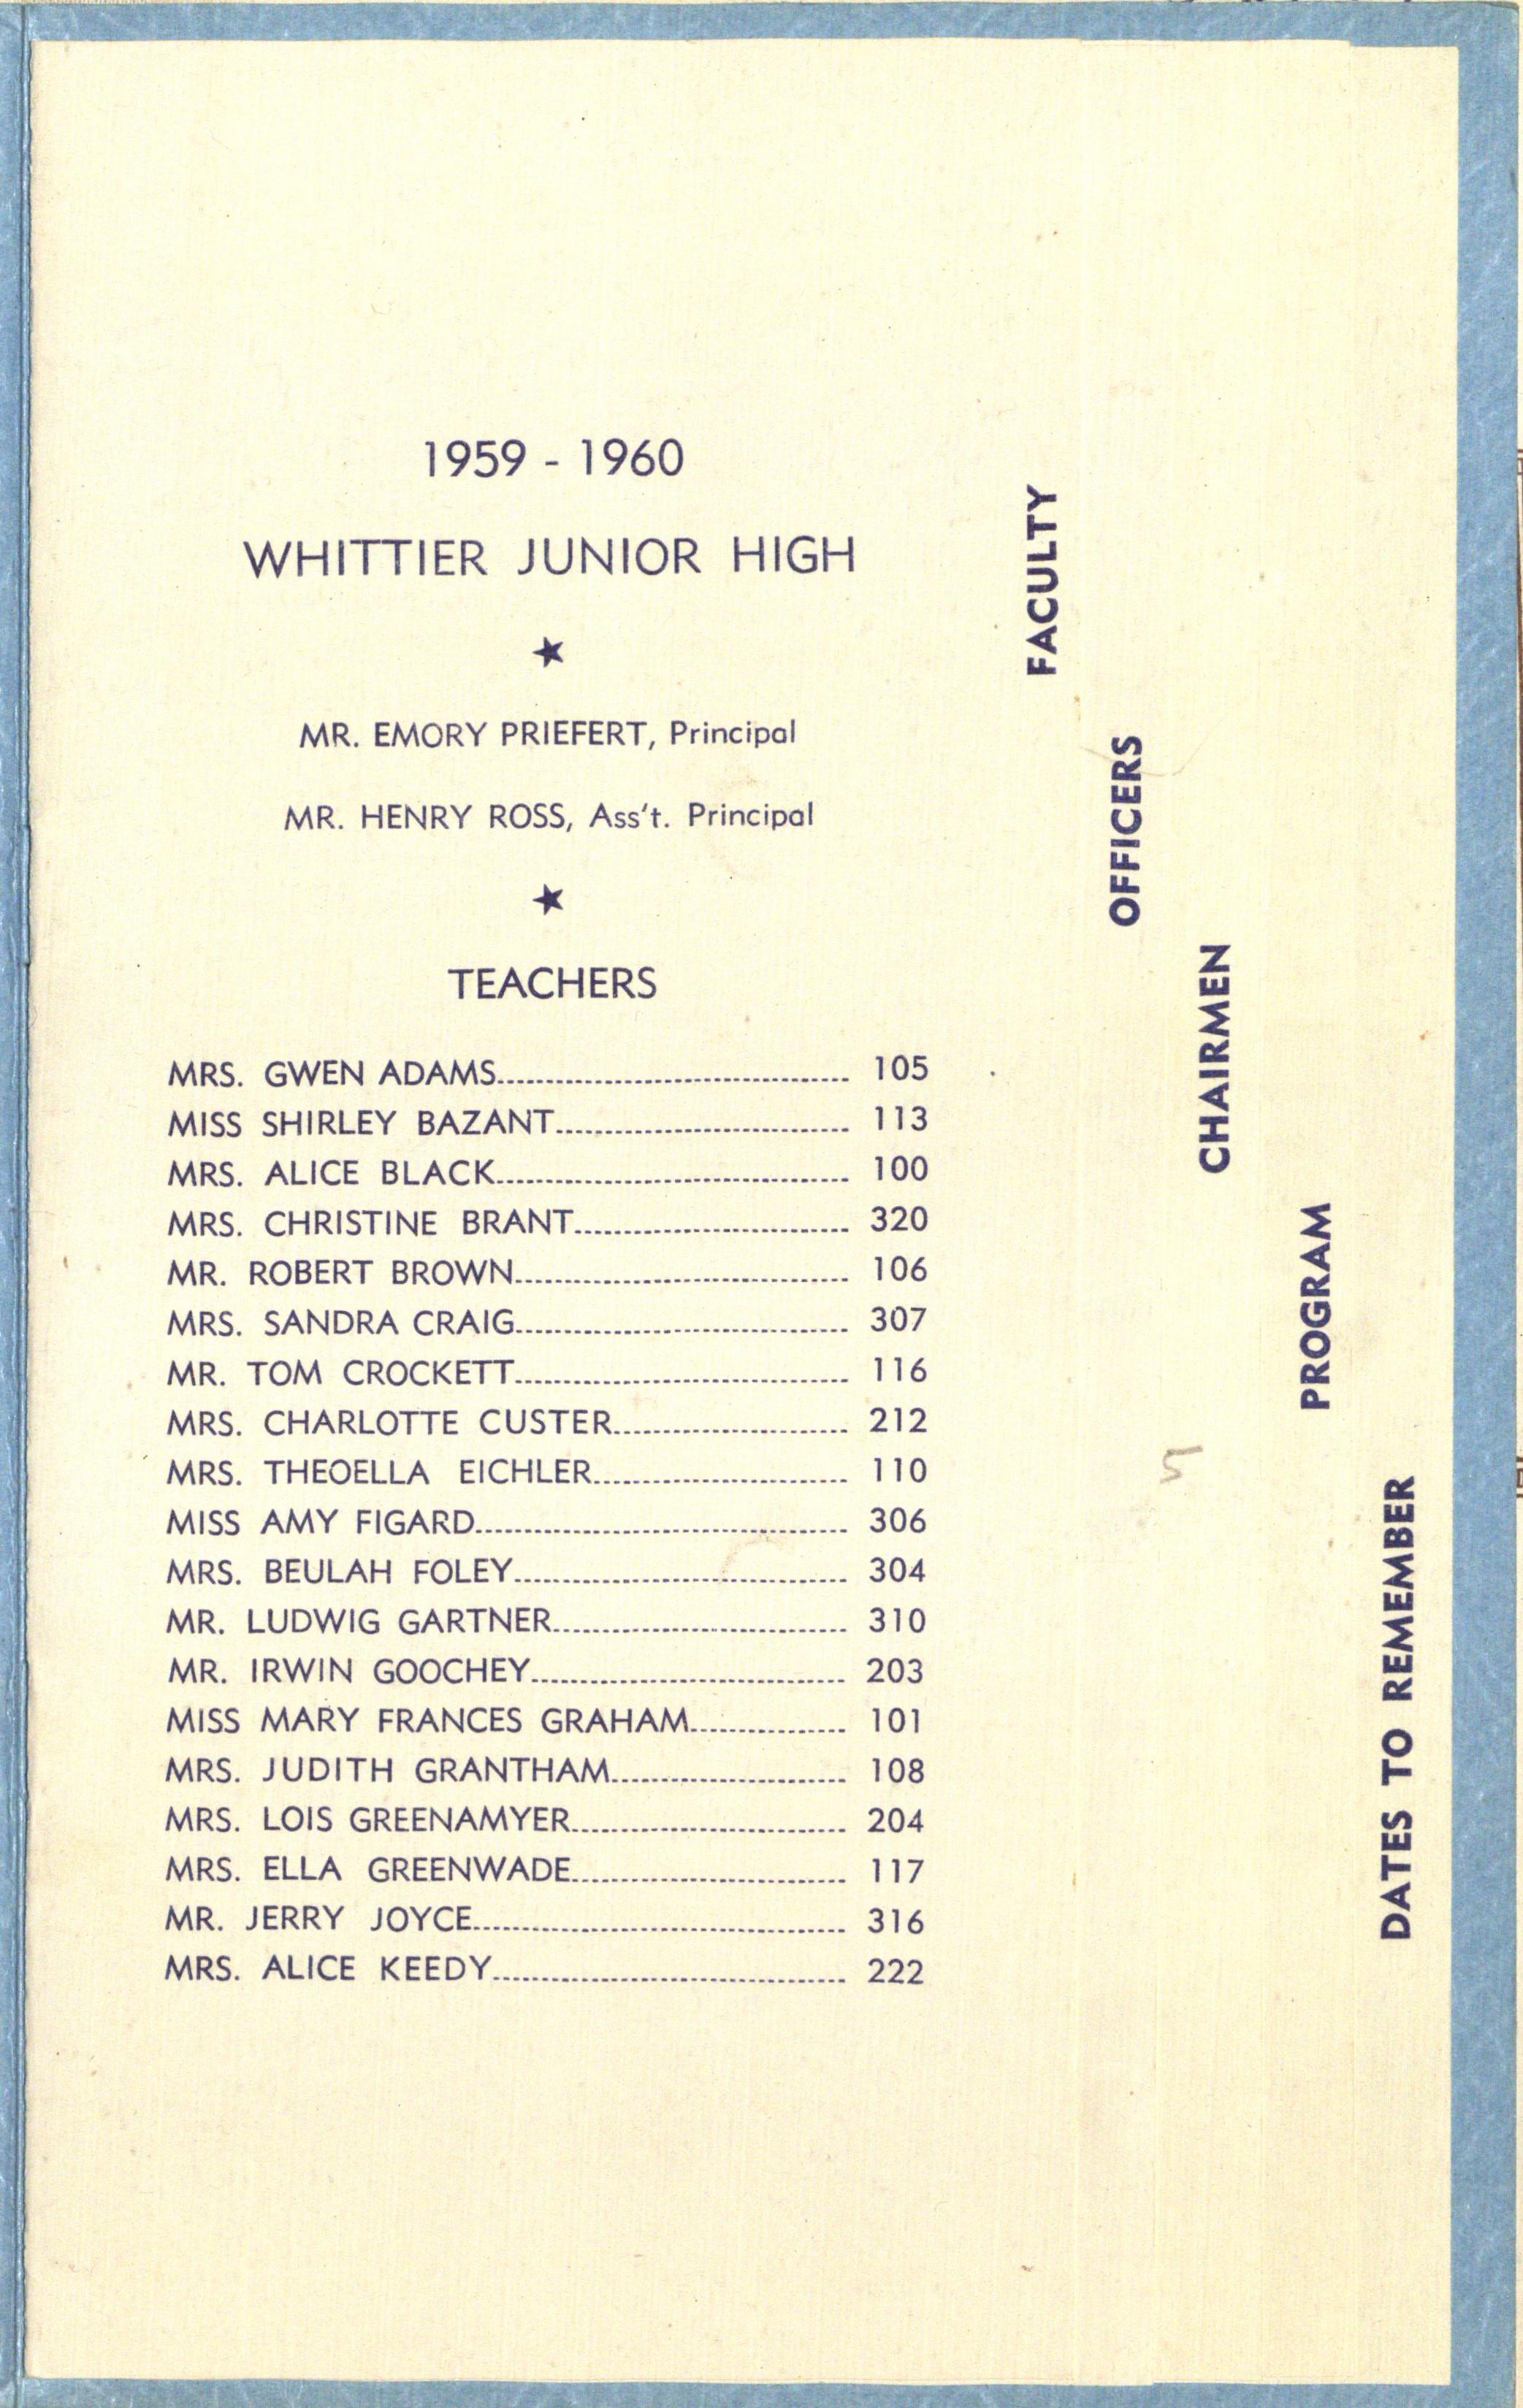 1959 - 1960
WHITTIER JUNIOR HIGH
★
MR. EMORY PRIEFERT, Principal
MR. HENRY ROSS, Ass't. Principal
★
TEACHERS
MRS. GWEN ADAMS.................................... 105
MISS SHIRLEY BAZANT.............................. 113
MRS. ALICE BLACK.................................... 100
MRS. CHRISTINE BRANT............................ 320
MR. ROBERT BROWN.................................. 106
MRS. SANDRA CRAIG.................................. 307
MR. TOM CROCKETT.................................. 116
MRS. CHARLOTTE CUSTER........................ 212
MRS. THEOELLA EICHLER.......................... 110
MISS AMY FIGARD...................................... 306
MRS. BEULAH FOLEY.................................. 304
MR. LUDWIG GARTNER.............................. 310
MR. IRWIN GOOCHEY................................ 203
MISS MARY FRANCES GRAHAM................ 101
MRS. JUDITH GRANTHAM........................ 108
MRS. LOIS GREENAMYER............................ 204
MRS. ELLA GREENWADE............................ 117
MR. JERRY JOYCE...................................... 316
MRS. ALICE KEEDY.................................... 222
FACULTY
OFFICERS
CHAIRMEN
PROGRAM
5
DATES TO REMEMBER